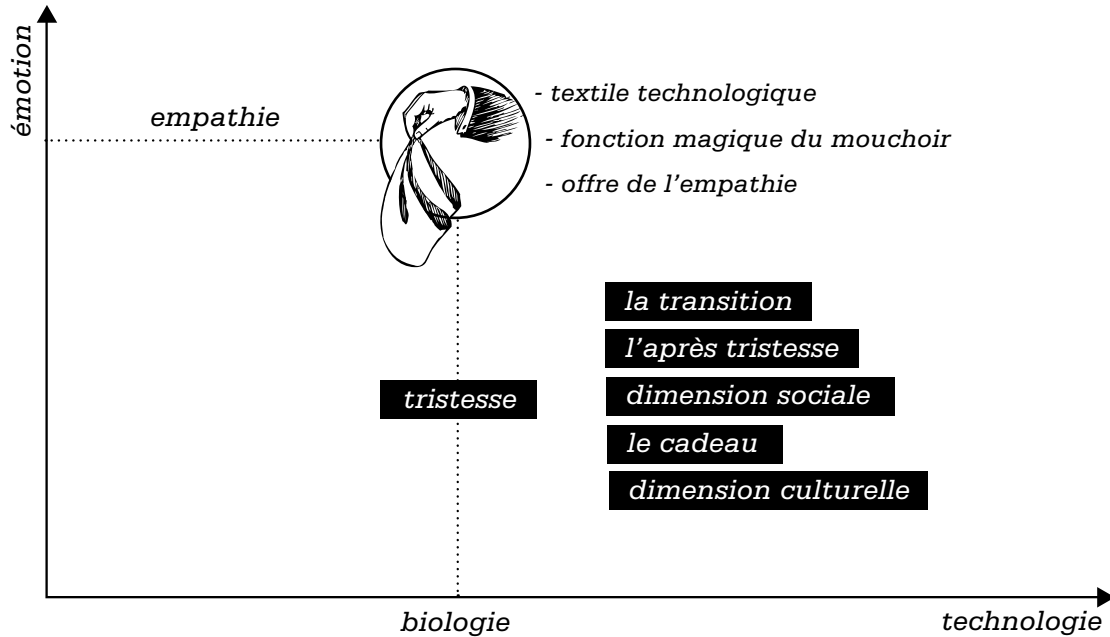 émotion
empathie
- textile technologique
- fonction magique du mouchoir
- offre de l’empathie
la transition
l’après tristesse
tristesse
dimension sociale
le cadeau
dimension culturelle
biologie
technologie